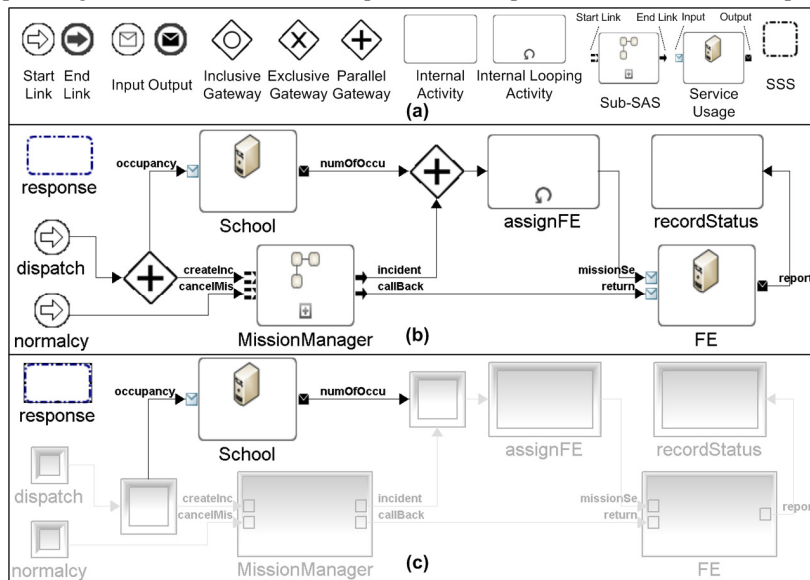 Start Link
End Link
Input
Output
Start
Link
End
Link
Input Output
Inclusive
Gateway
Exclusive
Gateway
Parallel
Gateway
Internal
Activity
Internal Looping
Activity
Sub-SAS
Service
Usage
SSS
(a)
response
occupancy
numOfOccu
School
assignFE
recordStatus
dispatch
createInc
cancelMis
incident
callBack
missionSe
return
report
normalcy
MissionManager
(b)
FE
response
occupancy
numOfOccu
School
assignFE
recordStatus
dispatch
createInc
cancelMis
incident
callBack
missionSe
return
report
normalcy
MissionManager
(c)
FE